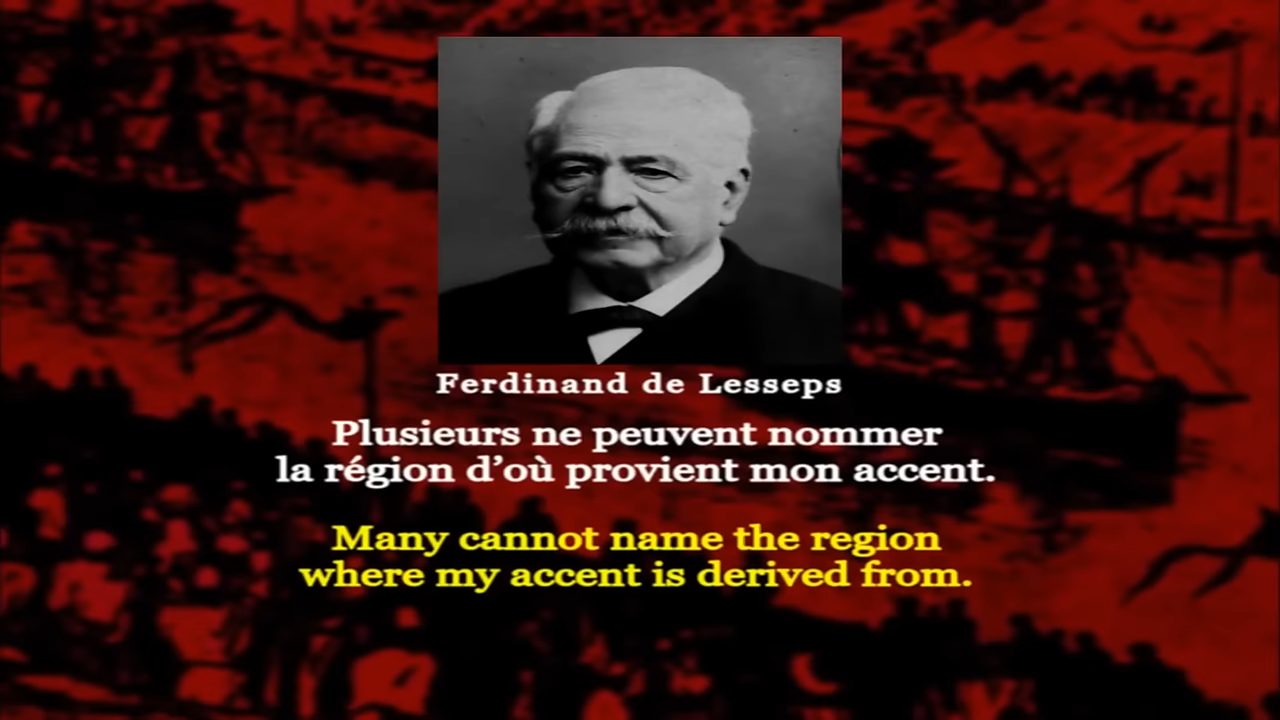 Ferdinand de Lesseps
Plusieurs ne peuvent nommer
la région d’où provient mon accent.
Many cannot name the region
where my accent is derived from.